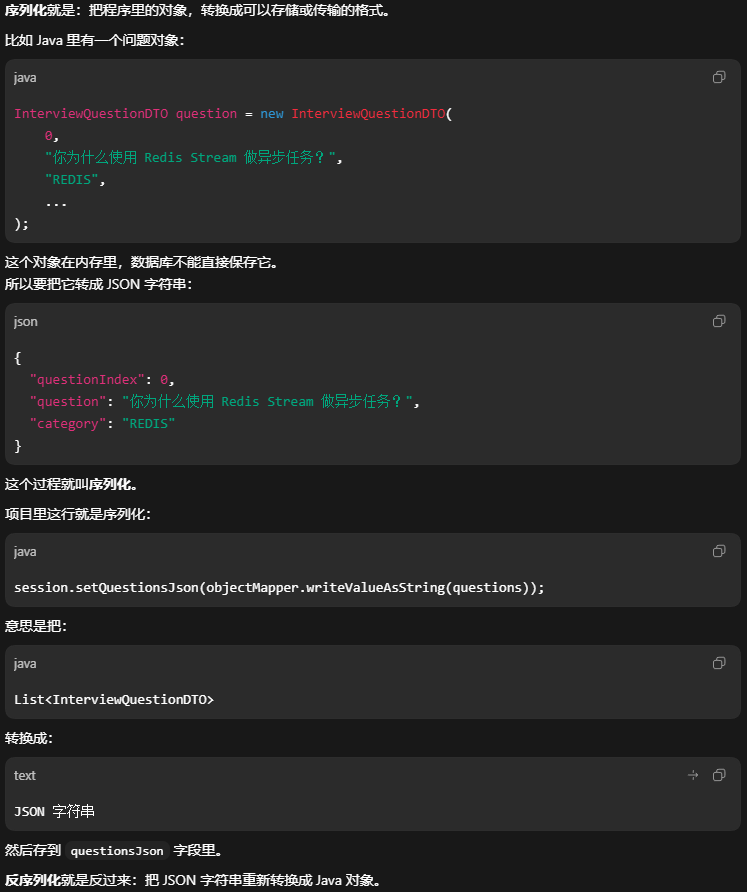 序列化就是：把程序里的对象，转换成可以存储或传输的格式。
比如 Java 里有一个问题对象：
java
InterviewQuestionDTO question = new InterviewQuestionDTO(
    0,
    "你为什么使用 Redis Stream 做异步任务？",
    "REDIS",
    ...
);
这个对象在内存里，数据库不能直接保存它。
所以要把它转成 JSON 字符串：
json
{
  "questionIndex": 0,
  "question": "你为什么使用 Redis Stream 做异步任务？",
  "category": "REDIS"
}
这个过程就叫序列化。
项目里这行就是序列化：
java
session.setQuestionsJson(objectMapper.writeValueAsString(questions));
意思是把：
java
List<InterviewQuestionDTO>
转换成：
text
JSON 字符串
然后存到 questionsJson 字段里。
反序列化就是反过来：把 JSON 字符串重新转换成 Java 对象。